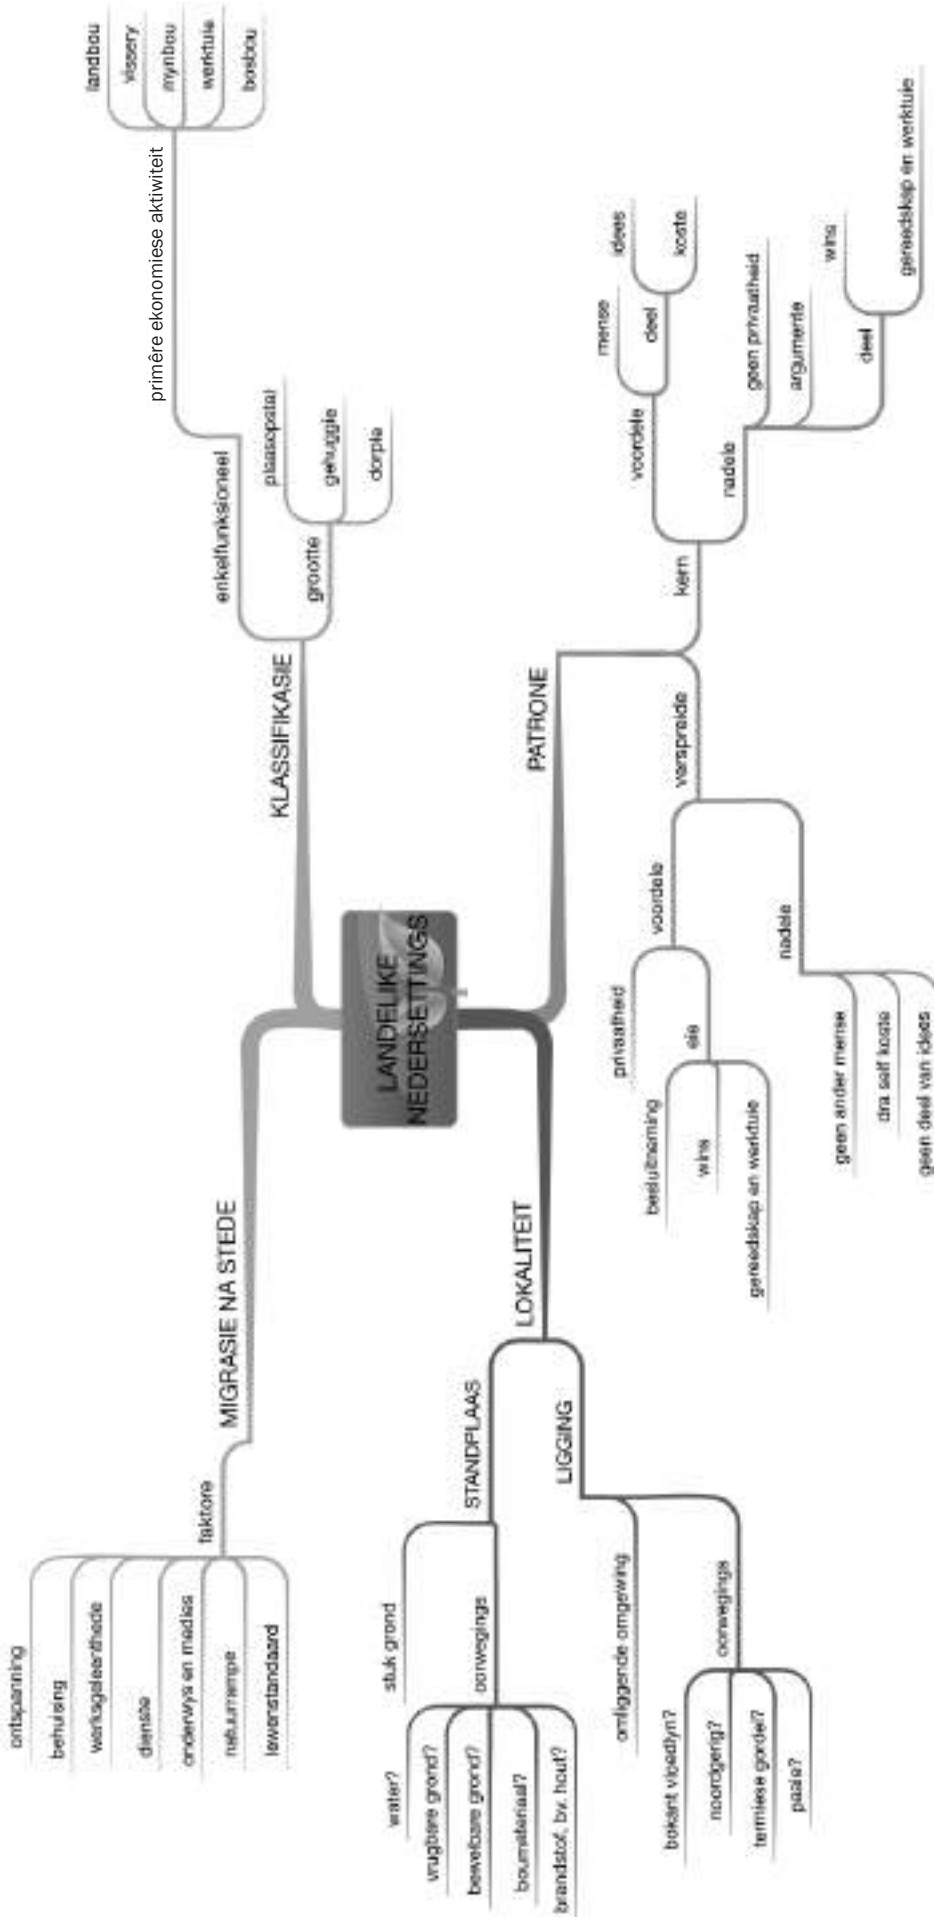 LANDELIKE
NEDERSETTINGS
MIGRASIE NA STEDE
faktore
ontspanning
behuising
werksgeleenthede
dienste
onderwys en medies
natuurrampe
lewenstandaard
KLASSIFIKASIE
enkelfunksioneel
primêre ekonomiese aktiwiteit
landbou
vissery
mynbou
werktuie
bosbou
grootte
plaasopstal
gehuggie
dorpie
LOKALITEIT
STANDPLAAS
stuk grond
oorwegings
water?
vrugbare grond?
beweibare grond?
boumateriaal?
brandstof, bv. hout?
LIGGING
omliggende omgewing
oorwegings
bokant vloedlyn?
noordgerig?
termiese gordel?
paaie?
PATRONE
verspreide
voordele
privaatheid
eie
besluitneming
wins
gereedskap en werktuie
nadele
geen ander mense
dra self koste
geen deel van idees
kern
voordele
mense
deel
idees
koste
nadele
geen privaatheid
argumente
deel
wins
gereedskap en werktuie